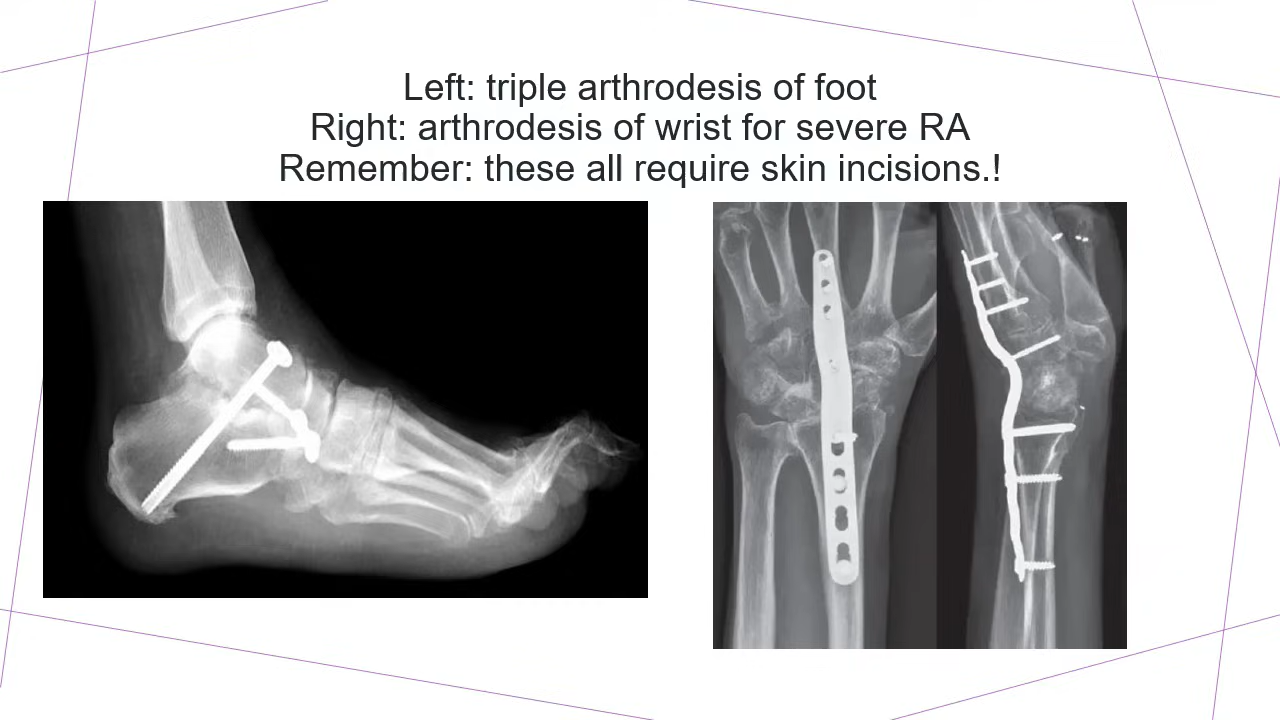 Left: triple arthrodesis of foot
Right: arthrodesis of wrist for severe RA
Remember: these all require skin incisions.!